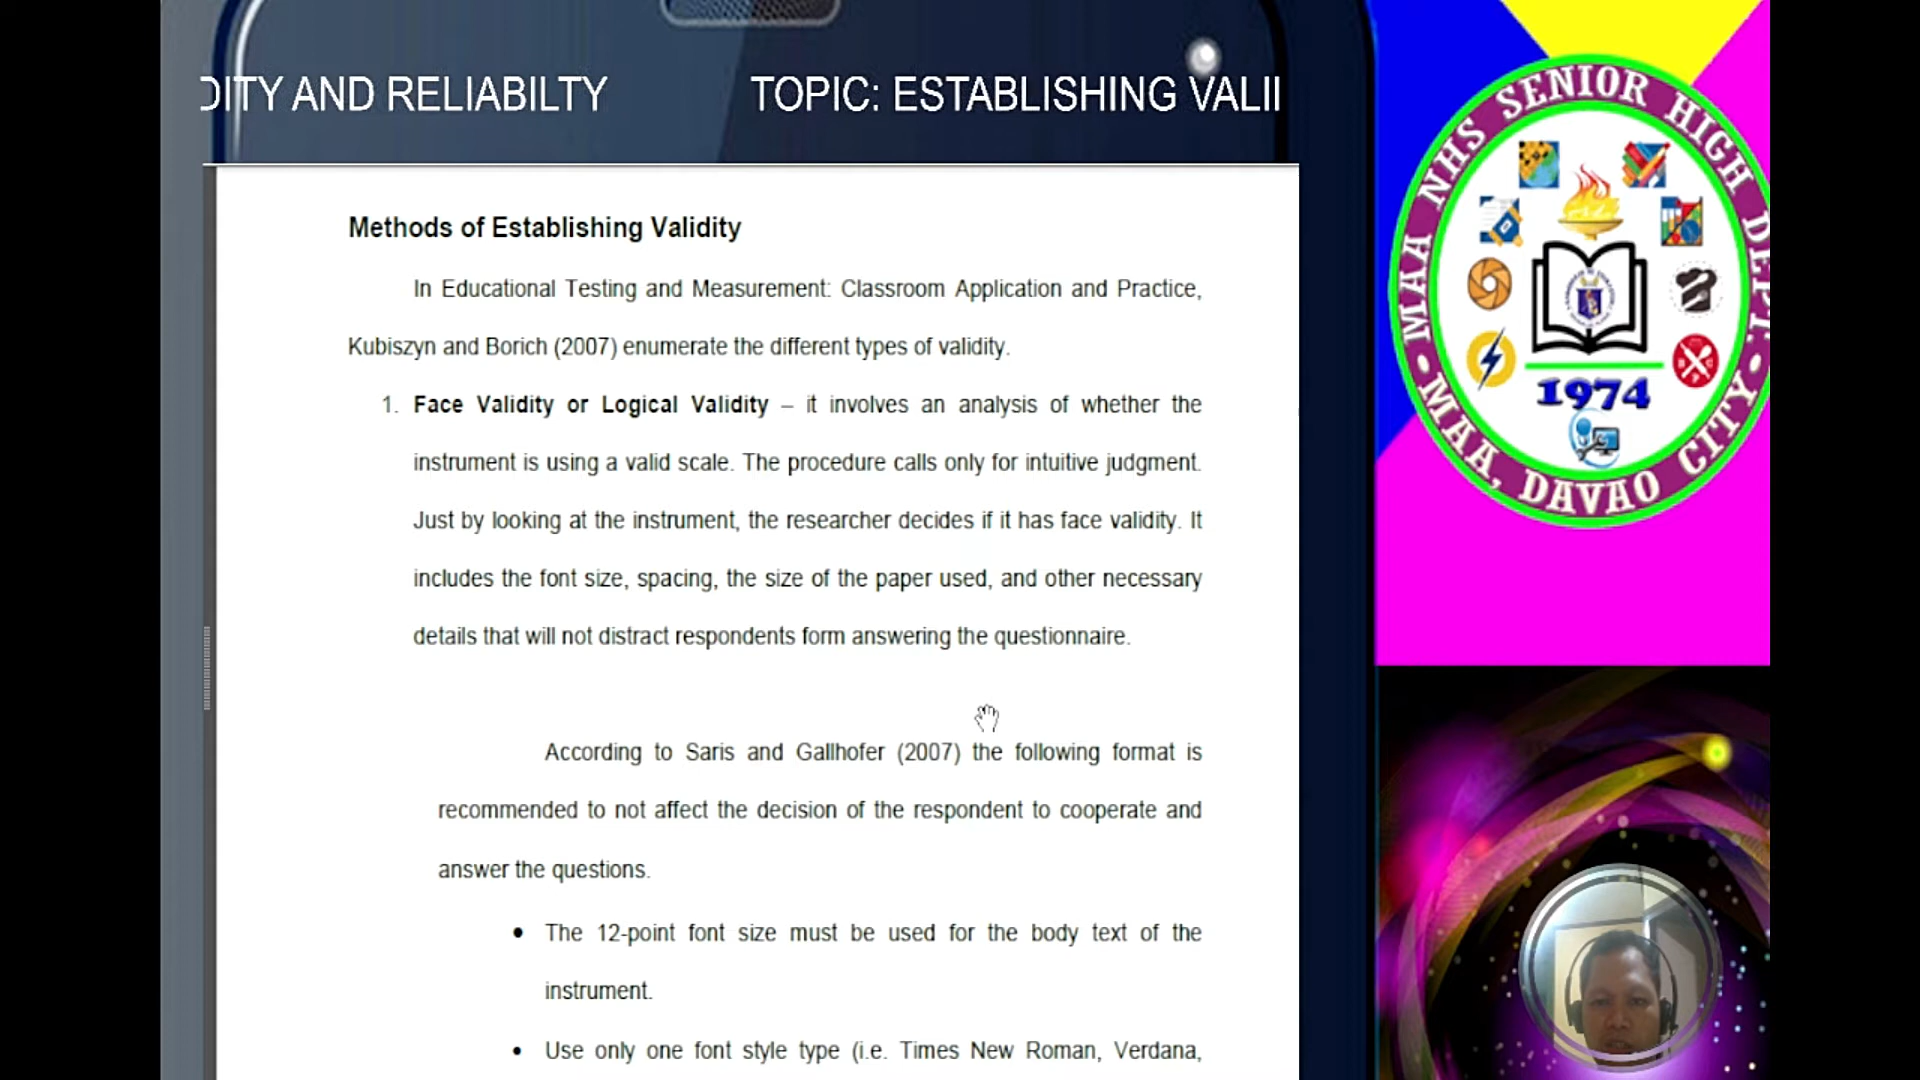 DITY AND RELIABILTY TOPIC: ESTABLISHING VALII
Methods of Establishing Validity
In Educational Testing and Measurement: Classroom Application and Practice,
Kubiszyn and Borich (2007) enumerate the different types of validity.
1. Face Validity or Logical Validity – it involves an analysis of whether the
instrument is using a valid scale. The procedure calls only for intuitive judgment.
Just by looking at the instrument, the researcher decides if it has face validity. It
includes the font size, spacing, the size of the paper used, and other necessary
details that will not distract respondents form answering the questionnaire.
According to Saris and Gallhofer (2007) the following format is
recommended to not affect the decision of the respondent to cooperate and
answer the questions.
• The 12-point font size must be used for the body text of the
instrument.
• Use only one font style type (i.e. Times New Roman, Verdana,
MAA NHS SENIOR HIGH DEPT.
1974
• MAA, DAVAO CITY •